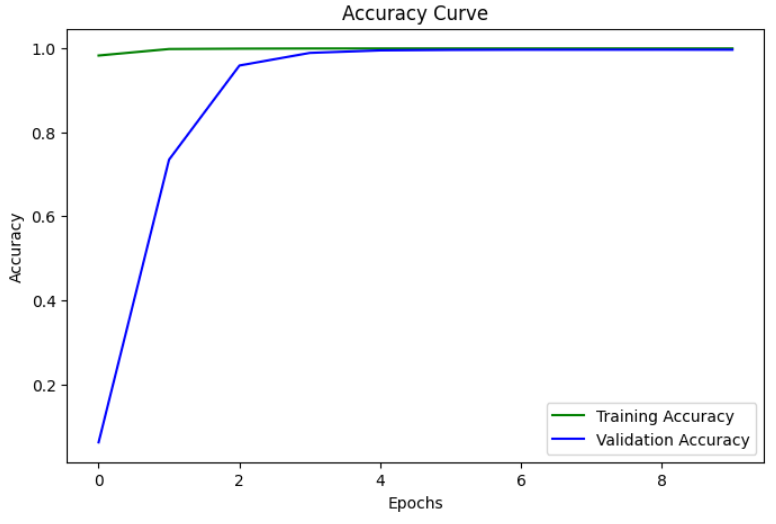 Accuracy Curve
1.0
0.8
0.6
0.4
0.2
Accuracy
Training Accuracy
Validation Accuracy
0 2 4 6 8
Epochs